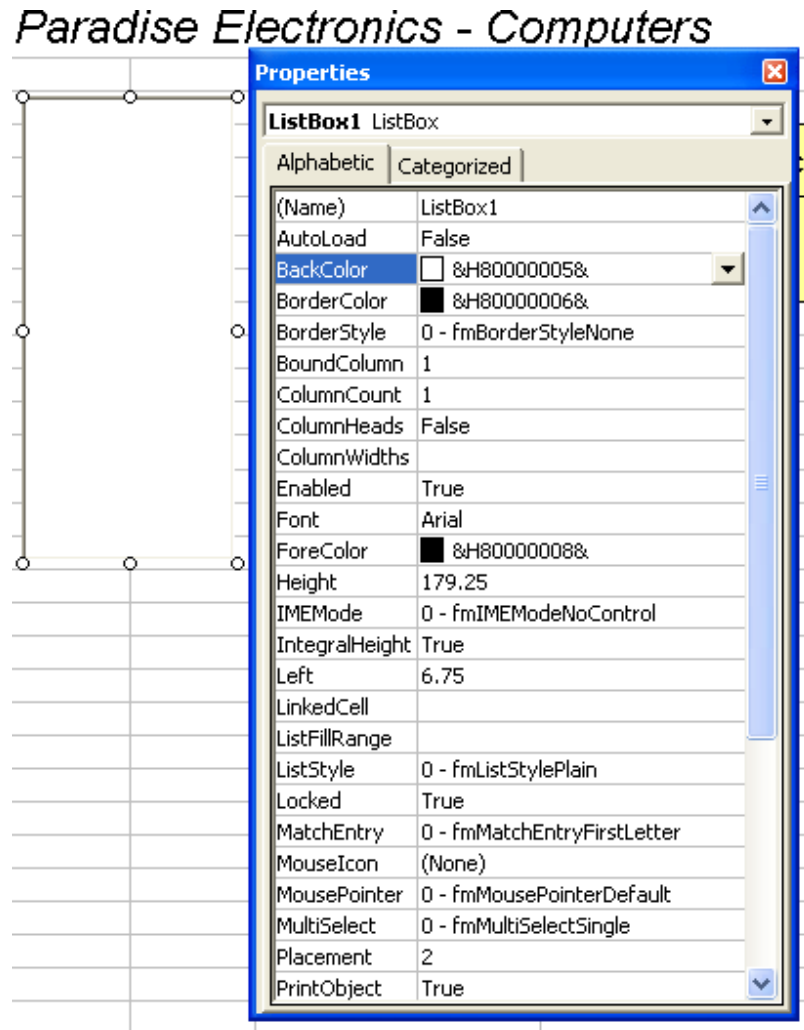 Paradise Electronics - Computers
Properties
ListBox1 ListBox
Alphabetic Categorized
(Name) ListBox1
AutoLoad False
BackColor &H80000005&
BorderColor &H80000006&
BorderStyle 0 - fmBorderStyleNone
BoundColumn 1
ColumnCount 1
ColumnHeads False
ColumnWidths
Enabled True
Font Arial
ForeColor &H80000008&
Height 179.25
IMEMode 0 - fmIMEModeNoControl
IntegralHeight True
Left 6.75
LinkedCell
ListFillRange
ListStyle 0 - fmListStylePlain
Locked True
MatchEntry 0 - fmMatchEntryFirstLetter
MouseIcon (None)
MousePointer 0 - fmMousePointerDefault
MultiSelect 0 - fmMultiSelectSingle
Placement 2
PrintObject True